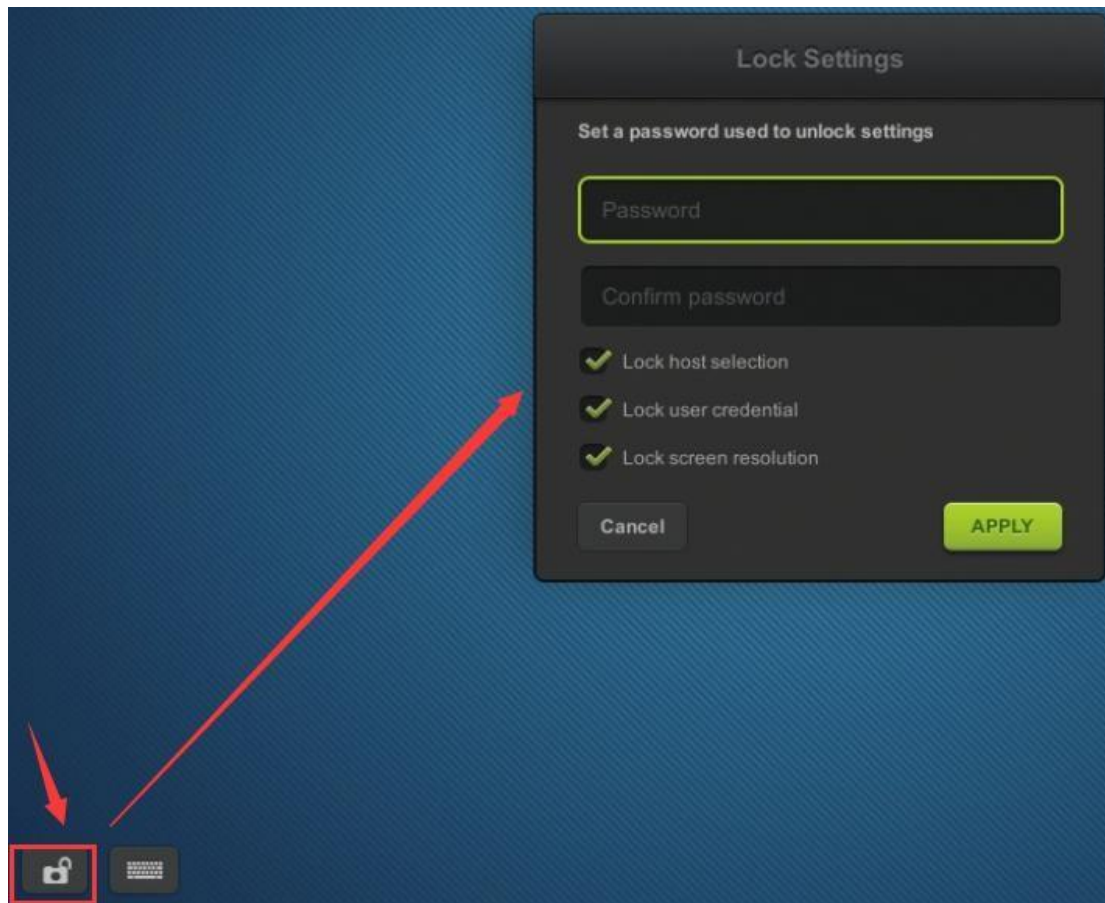 Lock Settings
Set a password used to unlock settings
Password
Confirm password
Lock host selection
Lock user credential
Lock screen resolution
Cancel
APPLY